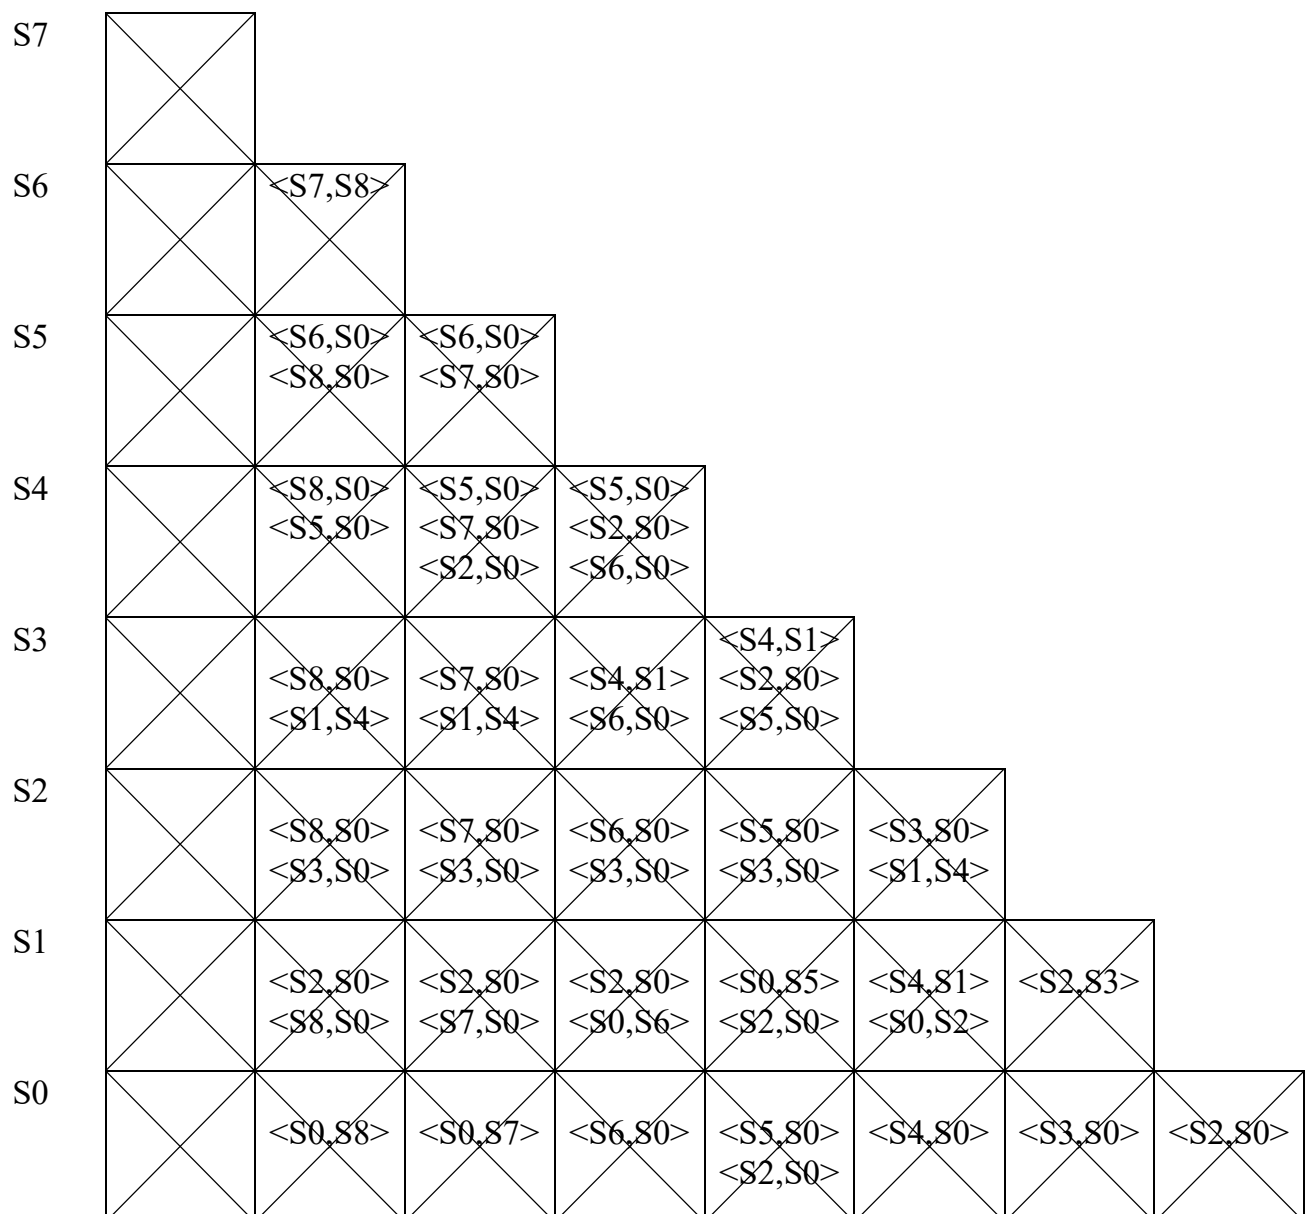 S7
S6
<S7,S8>
S5
<S6,S0> <S6,S0>
<S8,S0> <S7,S0>
S4
<S8,S0> <S5,S0> <S5,S0>
<S5,S0> <S7,S0> <S2,S0>
<S2,S0> <S6,S0>
S3
<S4,S1>
<S8,S0> <S7,S0> <S4,S1> <S2,S0>
<S1,S4> <S1,S4> <S6,S0> <S5,S0>
S2
<S8,S0> <S7,S0> <S6,S0> <S5,S0> <S3,S0>
<S3,S0> <S3,S0> <S3,S0> <S3,S0> <S1,S4>
S1
<S2,S0> <S2,S0> <S2,S0> <S0,S5> <S4,S1> <S2,S3>
<S8,S0> <S7,S0> <S0,S6> <S2,S0> <S0,S2>
S0
<S0,S8> <S0,S7> <S6,S0> <S5,S0> <S4,S0> <S3,S0> <S2,S0>
<S2,S0>